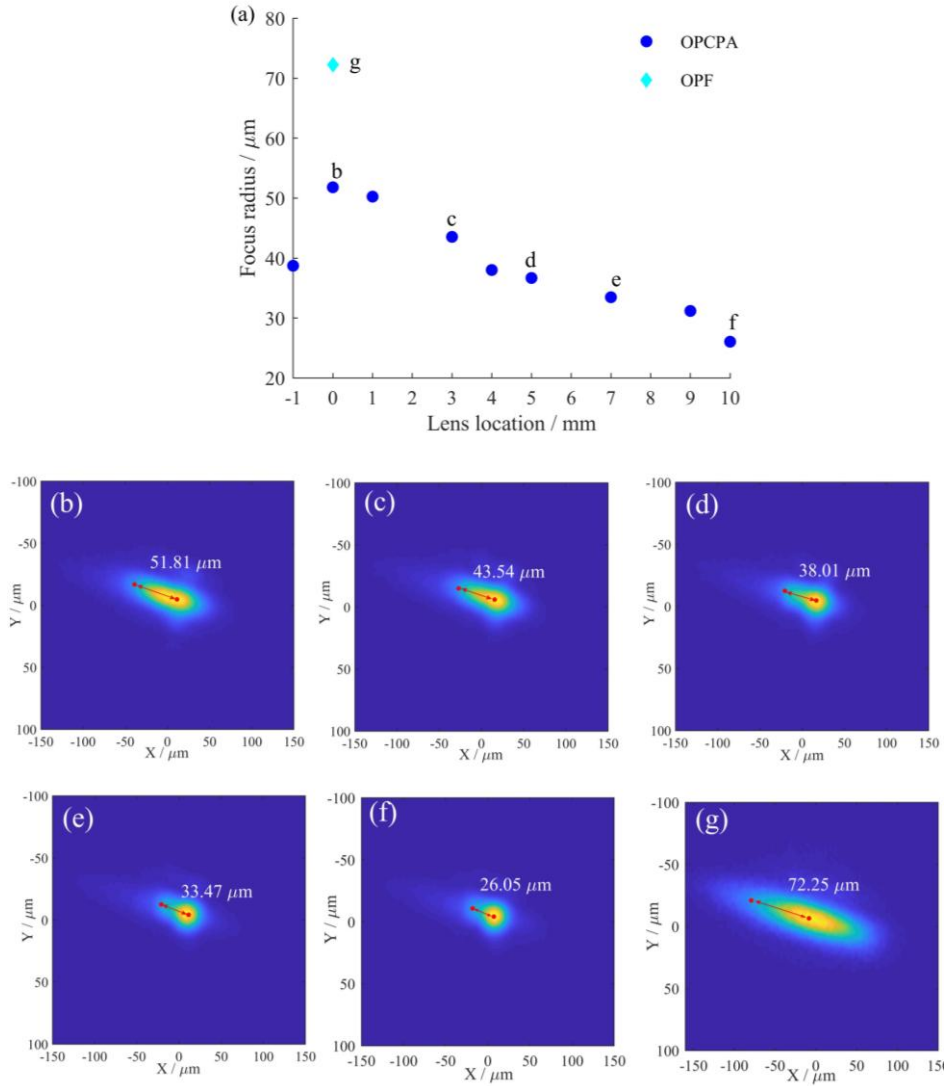 (a)
80
70
60
50
40
30
20
Focus radius / μm
-1 0 1 2 3 4 5 6 7 8 9 10
Lens location / mm
OPCPA
OPF
g
b
c
d
e
f
(b)
51.81 μm
-100
-50
0
50
100
Y / μm
-150 -100 -50 0 50 100 150
X / μm
(c)
43.54 μm
-100
-50
0
50
100
Y / μm
-150 -100 -50 0 50 100 150
X / μm
(d)
38.01 μm
-100
-50
0
50
100
Y / μm
-150 -100 -50 0 50 100 150
X / μm
(e)
33.47 μm
-100
-50
0
50
100
Y / μm
-150 -100 -50 0 50 100 150
X / μm
(f)
26.05 μm
-100
-50
0
50
100
Y / μm
-150 -100 -50 0 50 100 150
X / μm
(g)
72.25 μm
-100
-50
0
50
100
Y / μm
-150 -100 -50 0 50 100 150
X / μm